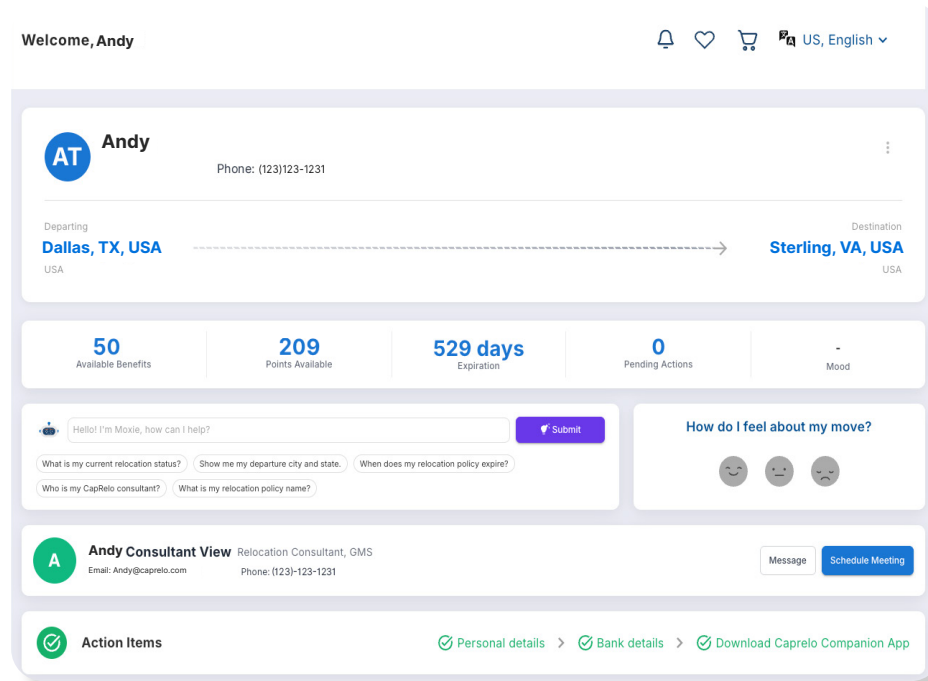 Welcome, Andy
US, English
AT
Andy
Phone: (123)123-1231
Departing
Destination
Dallas, TX, USA
Sterling, VA, USA
USA
USA
50
209
529 days
0
-
Available Benefits
Points Available
Expiration
Pending Actions
Mood
Hello! I'm Moxie, how can I help?
Submit
What is my current relocation status?
Show me my departure city and state.
When does my relocation policy expire?
Who is my CapRelo consultant?
What is my relocation policy name?
How do I feel about my move?
A
Andy Consultant View Relocation Consultant, GMS
Email: Andy@caprelo.com Phone: (123)-123-1231
Message
Schedule Meeting
Action Items
Personal details > Bank details > Download Caprelo Companion App